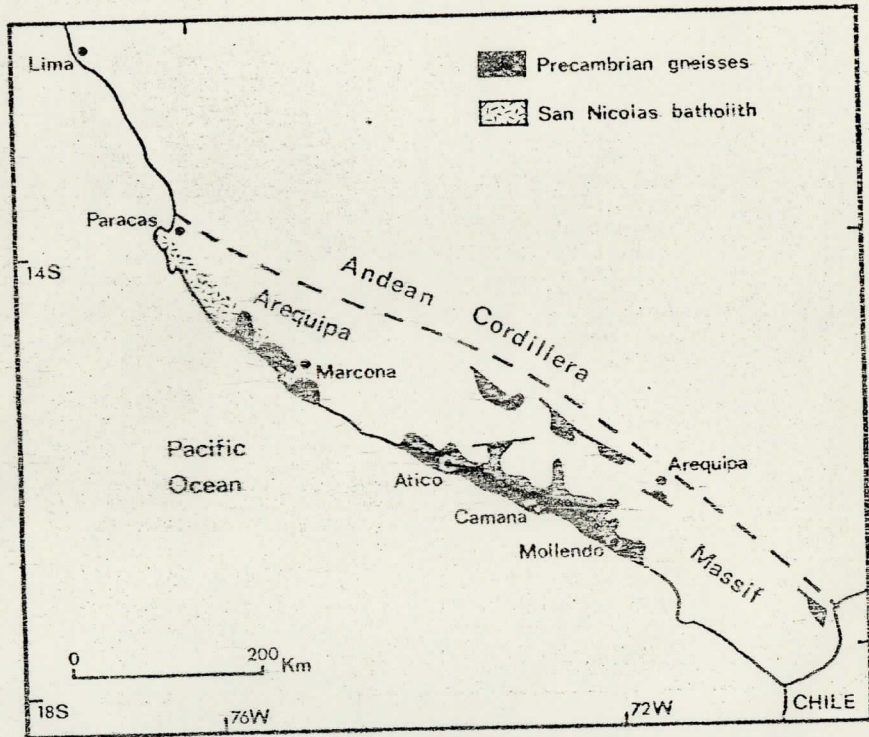 Lima
Precambrian gneisses
San Nicolas batholith
Paracas
14S
Andean
Cordillera
Arequipa
Marcona
Pacific
Ocean
Atico
Arequipa
Camana
Mollendo
Massif
0 200 Km
18S
76W
72W
CHILE